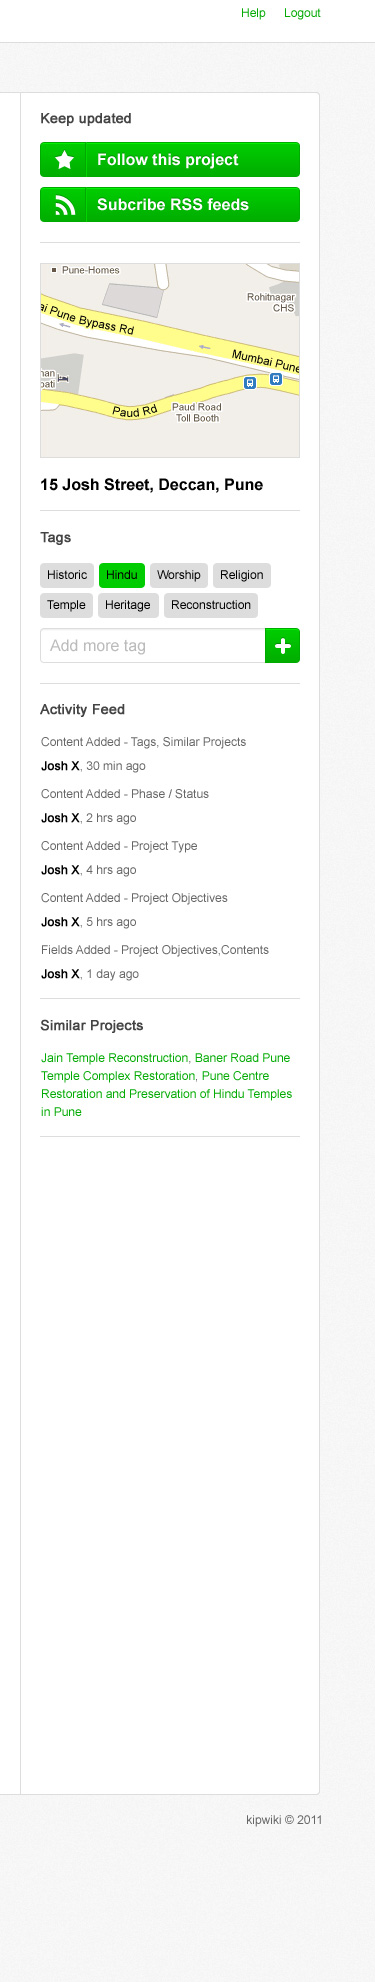 Help Logout
Keep updated
Follow this project
Subcribe RSS feeds
Pune-Homes
Rohitnagar
CHS
ai Pune Bypass Rd
Mumbai Pune
nan
pati
Paud Rd
Paud Road
Toll Booth
15 Josh Street, Deccan, Pune
Tags
Historic Hindu Worship Religion
Temple Heritage Reconstruction
Add more tag
Activity Feed
Content Added - Tags, Similar Projects
Josh X, 30 min ago
Content Added - Phase / Status
Josh X, 2 hrs ago
Content Added - Project Type
Josh X, 4 hrs ago
Content Added - Project Objectives
Josh X, 5 hrs ago
Fields Added - Project Objectives,Contents
Josh X, 1 day ago
Similar Projects
Jain Temple Reconstruction, Baner Road Pune
Temple Complex Restoration, Pune Centre
Restoration and Preservation of Hindu Temples
in Pune
kipwiki © 2011